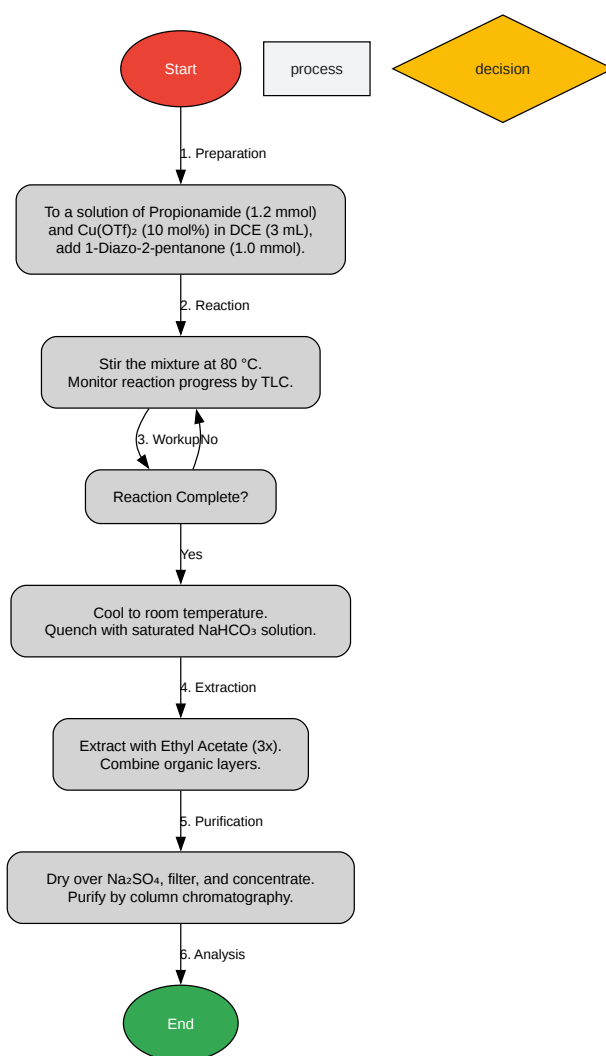 Start
process
decision
1. Preparation
To a solution of Propionamide (1.2 mmol)
and Cu(OTf)₂ (10 mol%) in DCE (3 mL),
add 1-Diazo-2-pentanone (1.0 mmol).
2. Reaction
Stir the mixture at 80 °C.
Monitor reaction progress by TLC.
3. Workup
No
Reaction Complete?
Yes
Cool to room temperature.
Quench with saturated NaHCO₃ solution.
4. Extraction
Extract with Ethyl Acetate (3x).
Combine organic layers.
5. Purification
Dry over Na₂SO₄, filter, and concentrate.
Purify by column chromatography.
6. Analysis
End